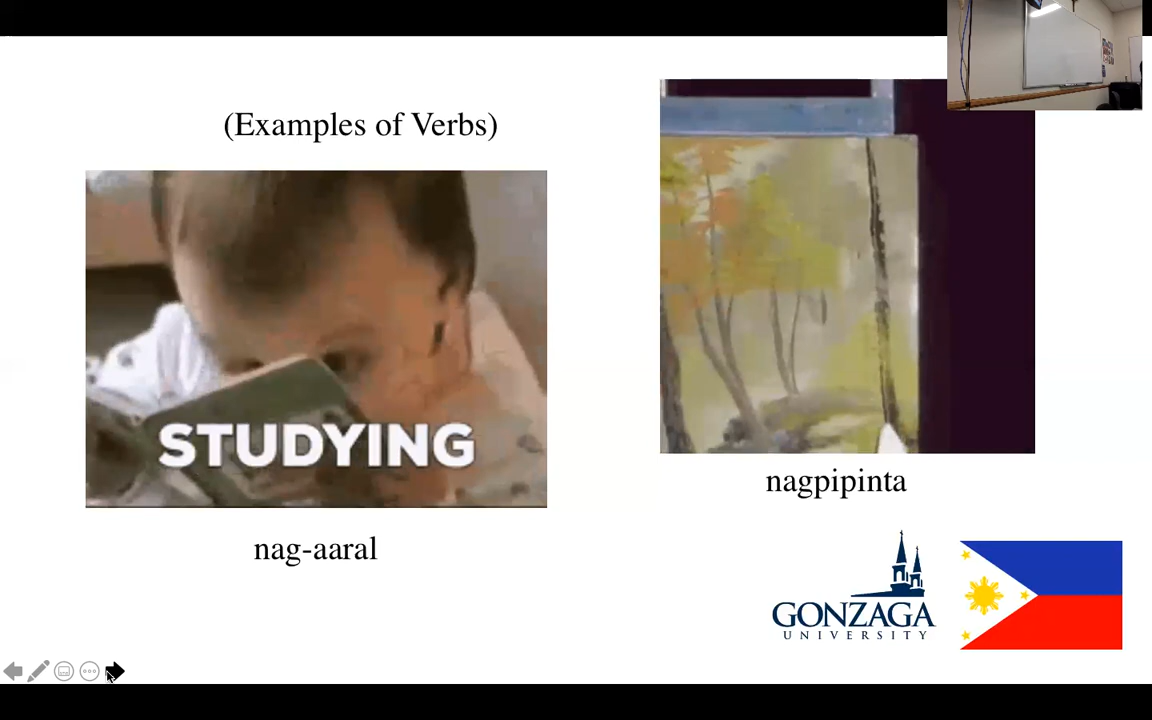 (Examples of Verbs)
STUDYING
nag-aaral
nagpipinta
GONZAGA
UNIVERSITY